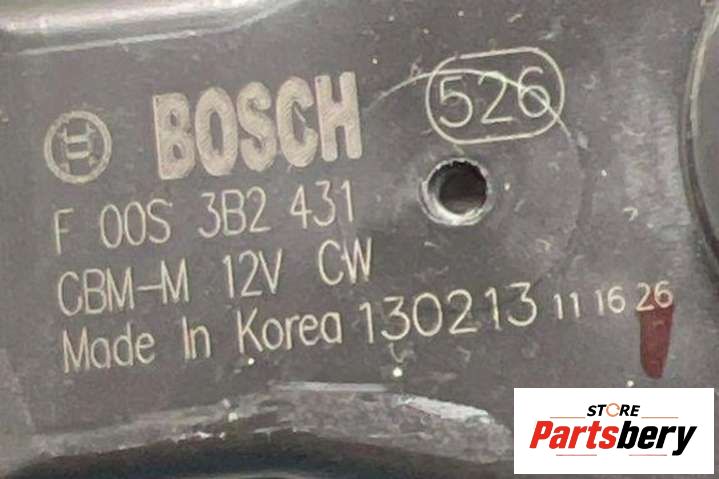 BOSCH 526
F 00S 3B2 431
CBM-M 12V CW
Made In Korea 130213 11 16 26
STORE
Partsbery